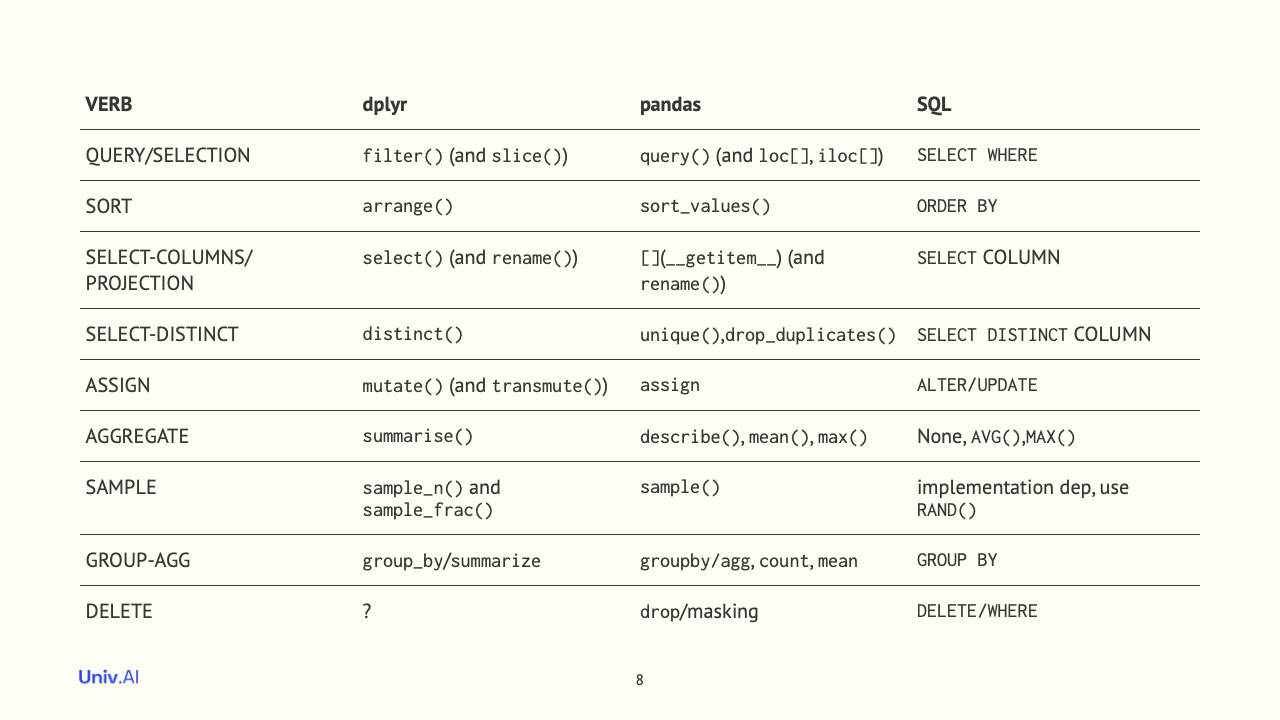 VERB dplyr pandas SQL
QUERY/SELECTION filter() (and slice()) query() (and loc[], iloc[]) SELECT WHERE
SORT arrange() sort_values() ORDER BY
SELECT-COLUMNS/ select() (and rename()) [](__getitem__) (and SELECT COLUMN
PROJECTION rename())
SELECT-DISTINCT distinct() unique(),drop_duplicates() SELECT DISTINCT COLUMN
ASSIGN mutate() (and transmute()) assign ALTER/UPDATE
AGGREGATE summarise() describe(), mean(), max() None, AVG(),MAX()
SAMPLE sample_n() and sample() implementation dep, use
sample_frac() RAND()
GROUP-AGG group_by/summarize groupby/agg, count, mean GROUP BY
DELETE ? drop/masking DELETE/WHERE
Univ.AI 8